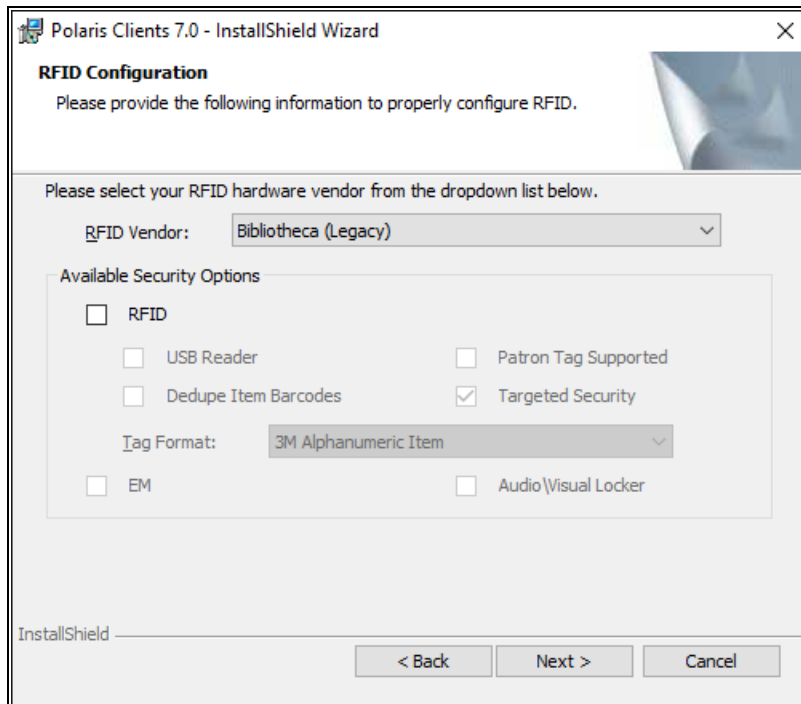 Polaris Clients 7.0 - InstallShield Wizard
RFID Configuration
Please provide the following information to properly configure RFID.
Please select your RFID hardware vendor from the dropdown list below.
RFID Vendor: Bibliotheca (Legacy)
Available Security Options
RFID
USB Reader Patron Tag Supported
Dedupe Item Barcodes Targeted Security
Tag Format: 3M Alphanumeric Item
EM Audio\Visual Locker
InstallShield
< Back Next > Cancel